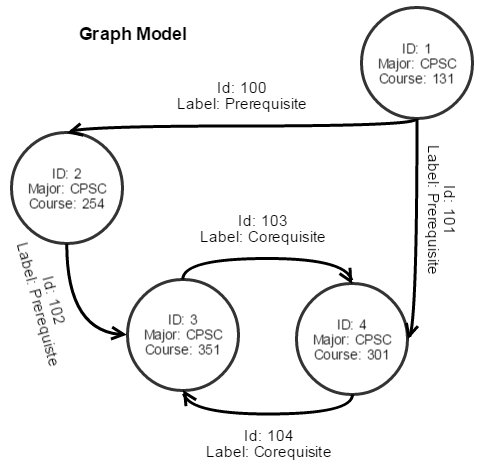 Graph Model
ID: 1
Major: CPSC
Course: 131
Id: 100
Label: Prerequisite
ID: 2
Major: CPSC
Course: 254
Id: 101
Label: Prerequisite
Id: 103
Label: Corequisite
Id: 102
Label: Prerequiste
ID: 3
Major: CPSC
Course: 351
ID: 4
Major: CPSC
Course: 301
Id: 104
Label: Corequisite